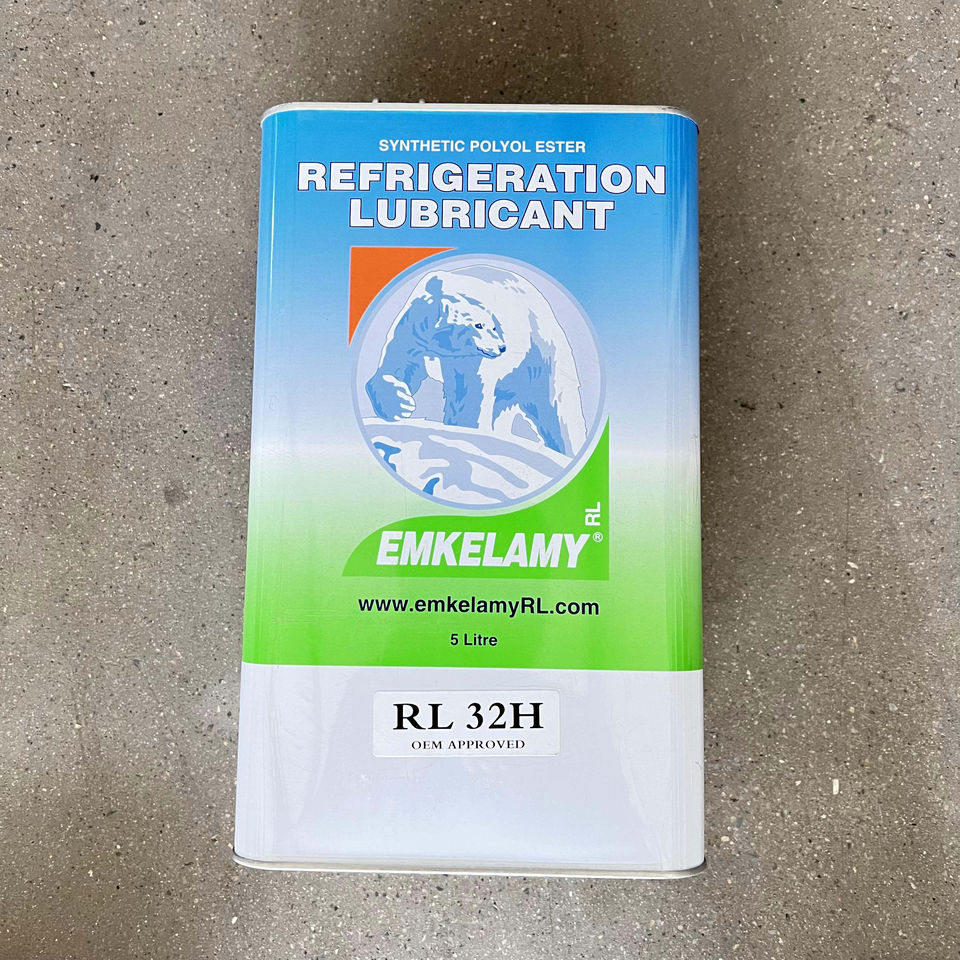 SYNTHETIC POLYOL ESTER
REFRIGERATION
LUBRICANT
EMKELAMY® RL
www.emkelamyRL.com
5 Litre
RL 32H
OEM APPROVED